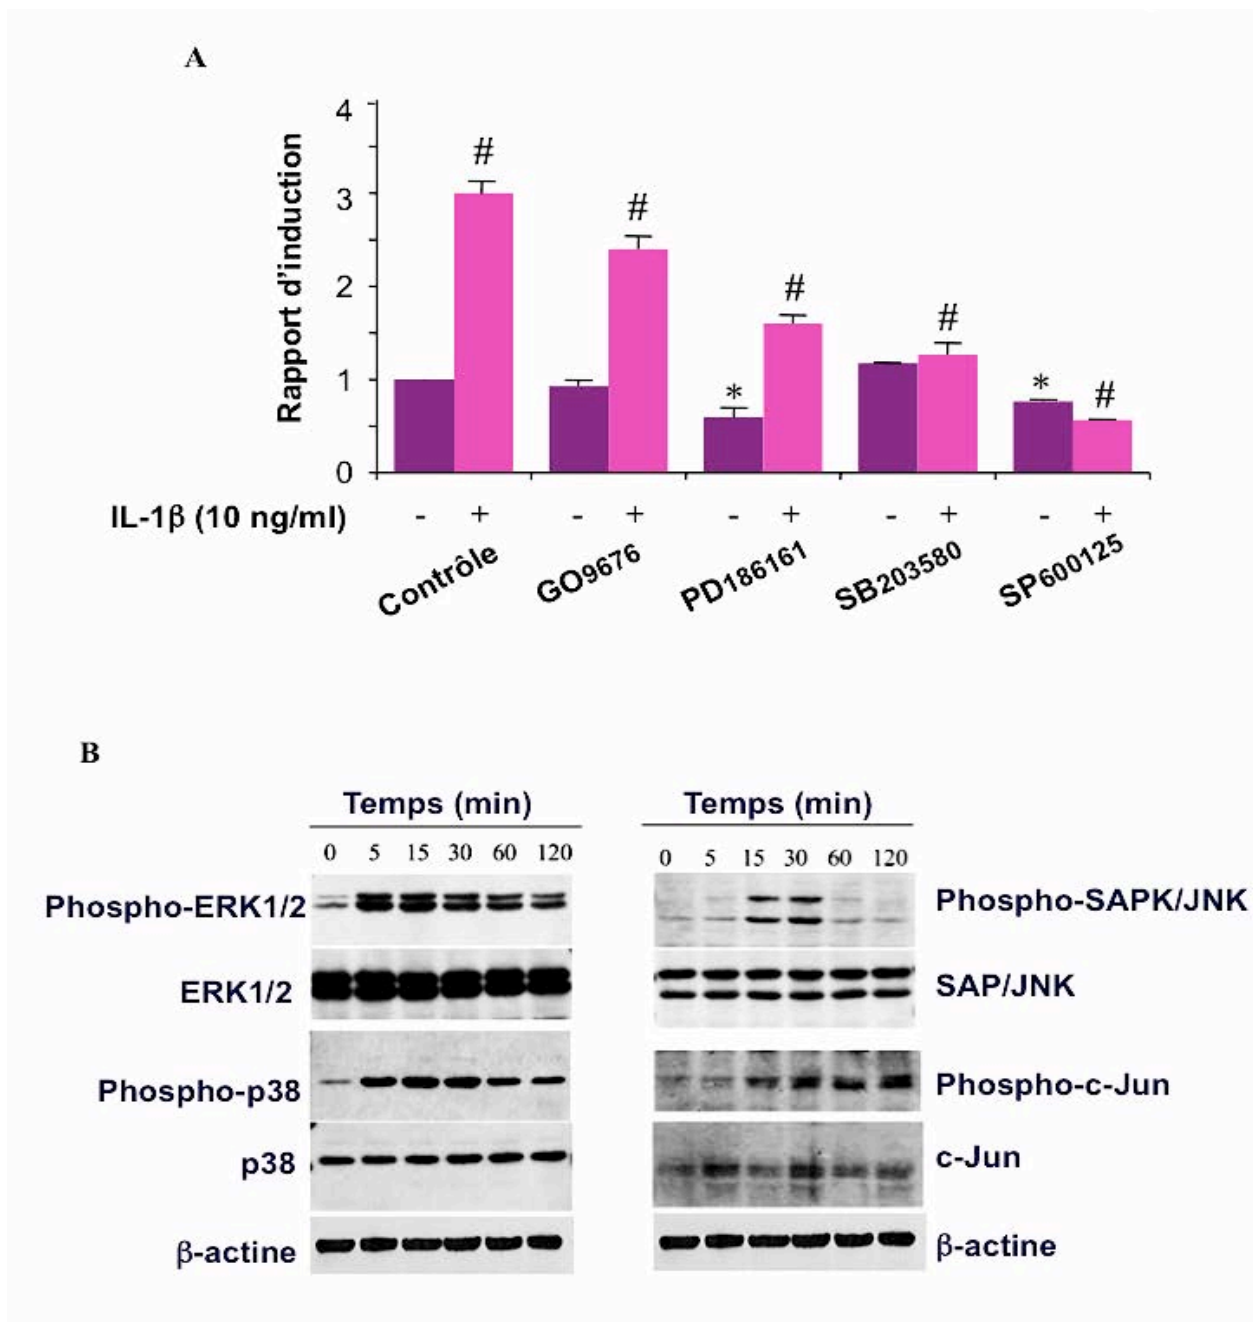 A
4
3
2
1
0
Rapport d'induction
# # # * # # * #
IL-1β (10 ng/ml) - + - + - + - + - +
Contrôle GO9676 PD186161 SB203580 SP600125
B
Temps (min) Temps (min)
0 5 15 30 60 120 0 5 15 30 60 120
Phospho-ERK1/2 Phospho-SAPK/JNK
ERK1/2 SAP/JNK
Phospho-p38 Phospho-c-Jun
p38 c-Jun
β-actine β-actine